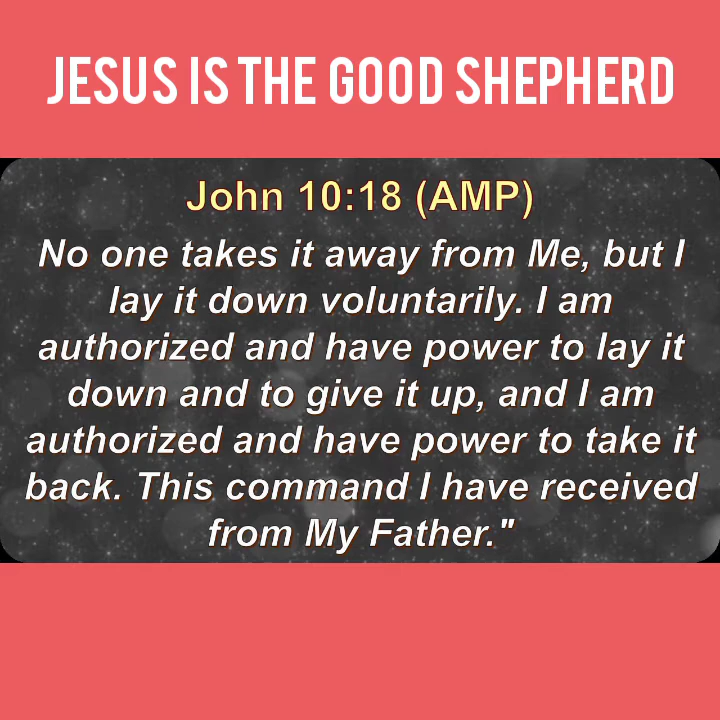 JESUS IS THE GOOD SHEPHERD
John 10:18 (AMP)
No one takes it away from Me, but I
lay it down voluntarily. I am
authorized and have power to lay it
down and to give it up, and I am
authorized and have power to take it
back. This command I have received
from My Father."